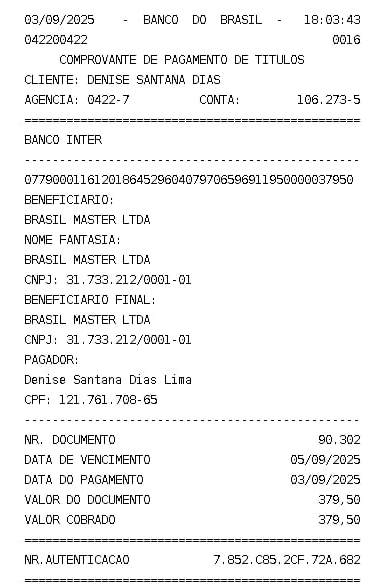 03/09/2025 - BANCO DO BRASIL - 18:03:43
042200422 0016
COMPROVANTE DE PAGAMENTO DE TITULOS
CLIENTE: DENISE SANTANA DIAS
AGENCIA: 0422-7 CONTA: 106.273-5
================================================
BANCO INTER
------------------------------------------------
07790001161201864529604079706596911950000037950
BENEFICIARIO:
BRASIL MASTER LTDA
NOME FANTASIA:
BRASIL MASTER LTDA
CNPJ: 31.733.212/0001-01
BENEFICIARIO FINAL:
BRASIL MASTER LTDA
CNPJ: 31.733.212/0001-01
PAGADOR:
Denise Santana Dias Lima
CPF: 121.761.708-65
------------------------------------------------
NR. DOCUMENTO 90.302
DATA DE VENCIMENTO 05/09/2025
DATA DO PAGAMENTO 03/09/2025
VALOR DO DOCUMENTO 379,50
VALOR COBRADO 379,50
================================================
NR.AUTENTICACAO 7.852.C85.2CF.72A.682
================================================